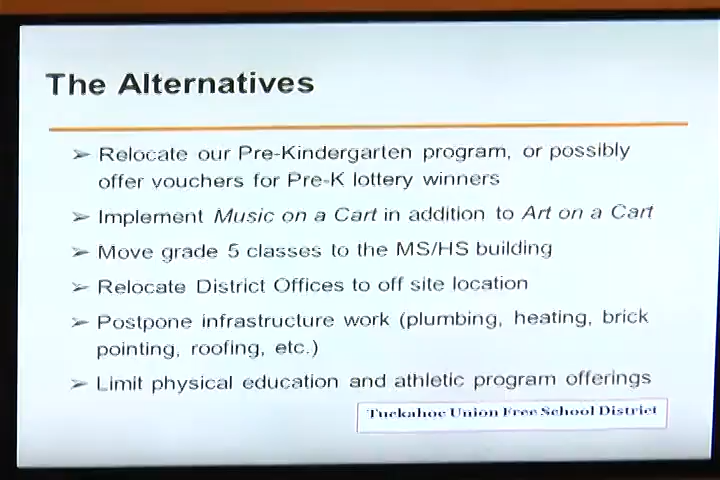 The Alternatives
➢ Relocate our Pre-Kindergarten program, or possibly
offer vouchers for Pre-K lottery winners
➢ Implement Music on a Cart in addition to Art on a Cart
➢ Move grade 5 classes to the MS/HS building
➢ Relocate District Offices to off site location
➢ Postpone infrastructure work (plumbing, heating, brick
pointing, roofing, etc.)
➢ Limit physical education and athletic program offerings
Tuckahoe Union Free School District